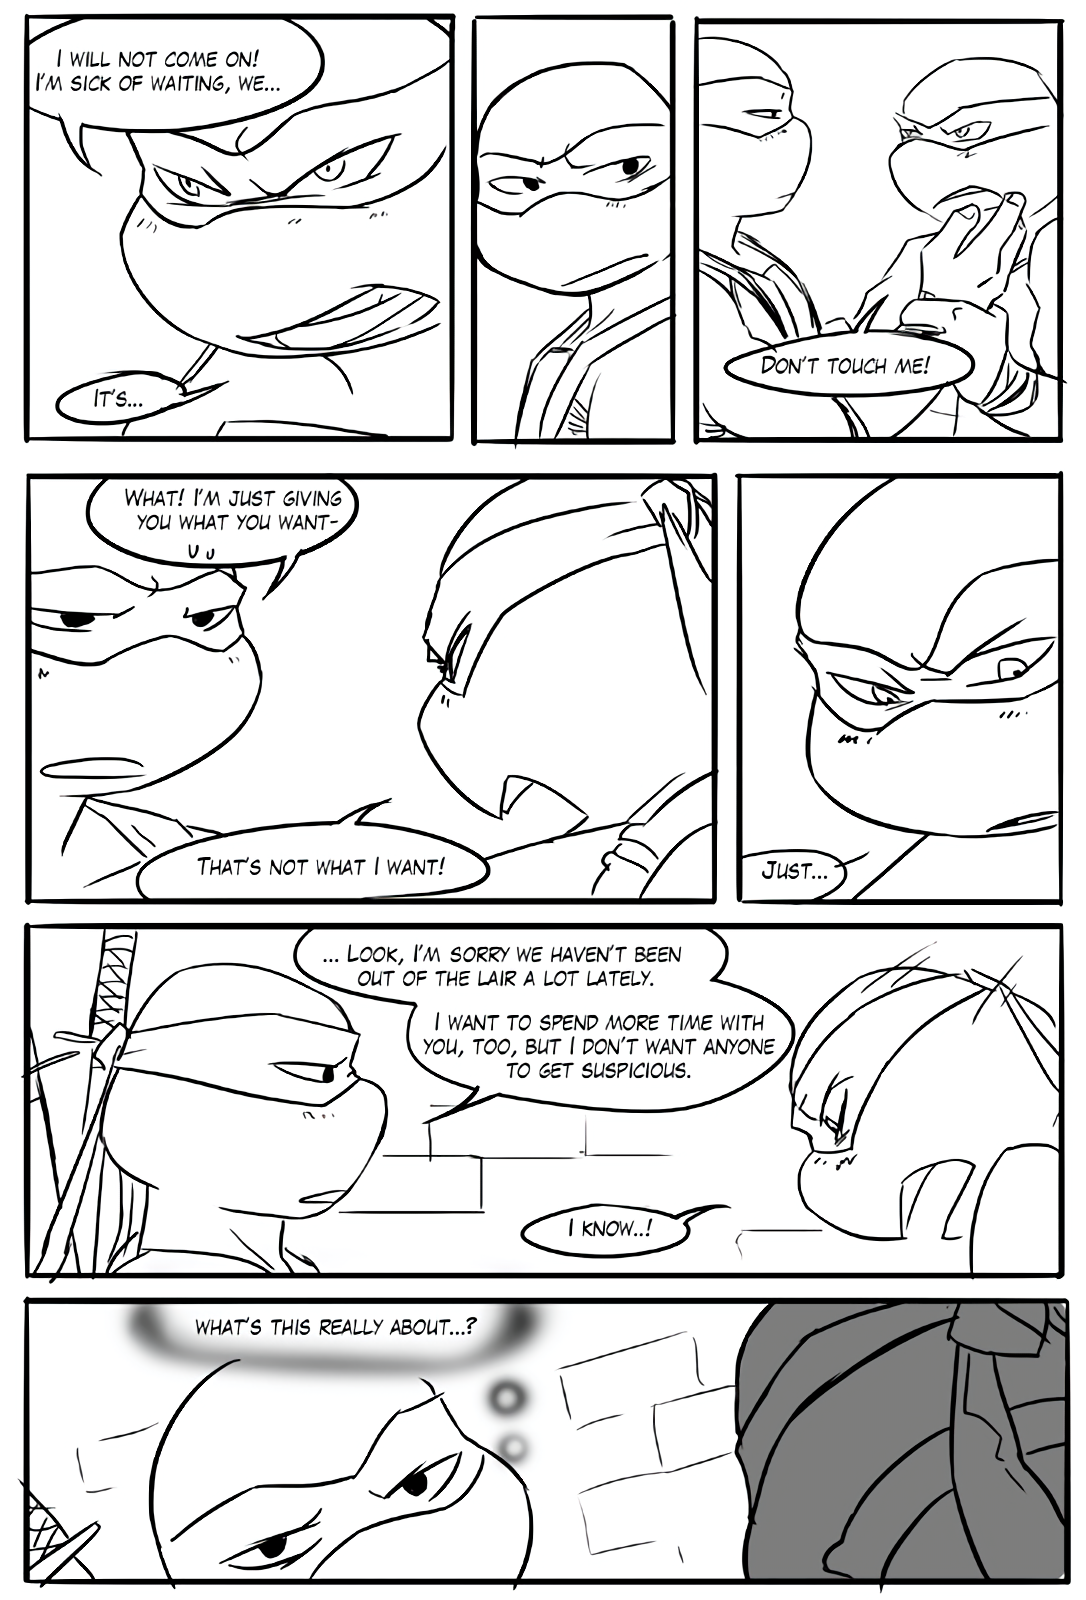 I WILL NOT COME ON!
I'M SICK OF WAITING, WE...
IT'S...
DON'T TOUCH ME!
WHAT! I'M JUST GIVING
YOU WHAT YOU WANT-
THAT'S NOT WHAT I WANT!
JUST...
... LOOK, I'M SORRY WE HAVEN'T BEEN
OUT OF THE LAIR A LOT LATELY.
I WANT TO SPEND MORE TIME WITH
YOU, TOO, BUT I DON'T WANT ANYONE
TO GET SUSPICIOUS.
I KNOW..!
WHAT'S THIS REALLY ABOUT...?